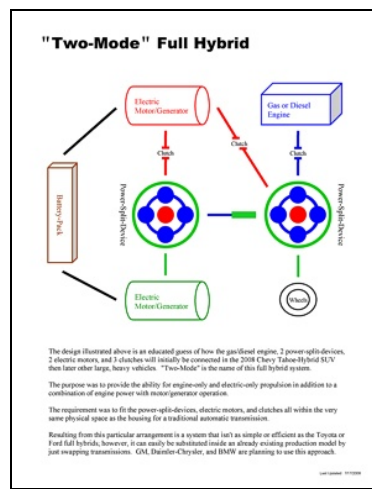 "Two-Mode" Full Hybrid
Electric
Motor/Generator
Gas or Diesel
Engine
Clutch
Clutch
Clutch
Battery-Pack
Power-Split-Device
Power-Split-Device
Electric
Motor/Generator
Wheels
The design illustrated above is an educated guess of how the gas/diesel engine, 2 power-split-devices,
2 electric motors, and 3 clutches will initially be connected in the 2008 Chevy Tahoe-Hybrid SUV
then later other large, heavy vehicles. "Two-Mode" is the name of this full hybrid system.
The purpose was to provide the ability for engine-only and electric-only propulsion in addition to a
combination of engine power with motor/generator operation.
The requirement was to fit the power-split-devices, electric motors, and clutches all within the very
same physical space as the housing for a traditional automatic transmission.
Resulting from this particular arrangement is a system that isn't as simple or efficient as the Toyota or
Ford full hybrids; however, it can easily be substituted inside an already existing production model by
just swapping transmissions. GM, Daimler-Chrysler, and BMW are planning to use this approach.
Last Updated: